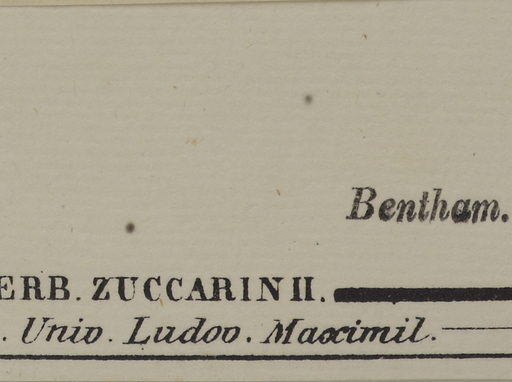 Bentham.
ERB. ZUCCARINII.
. Univ. Ludov. Maximil.